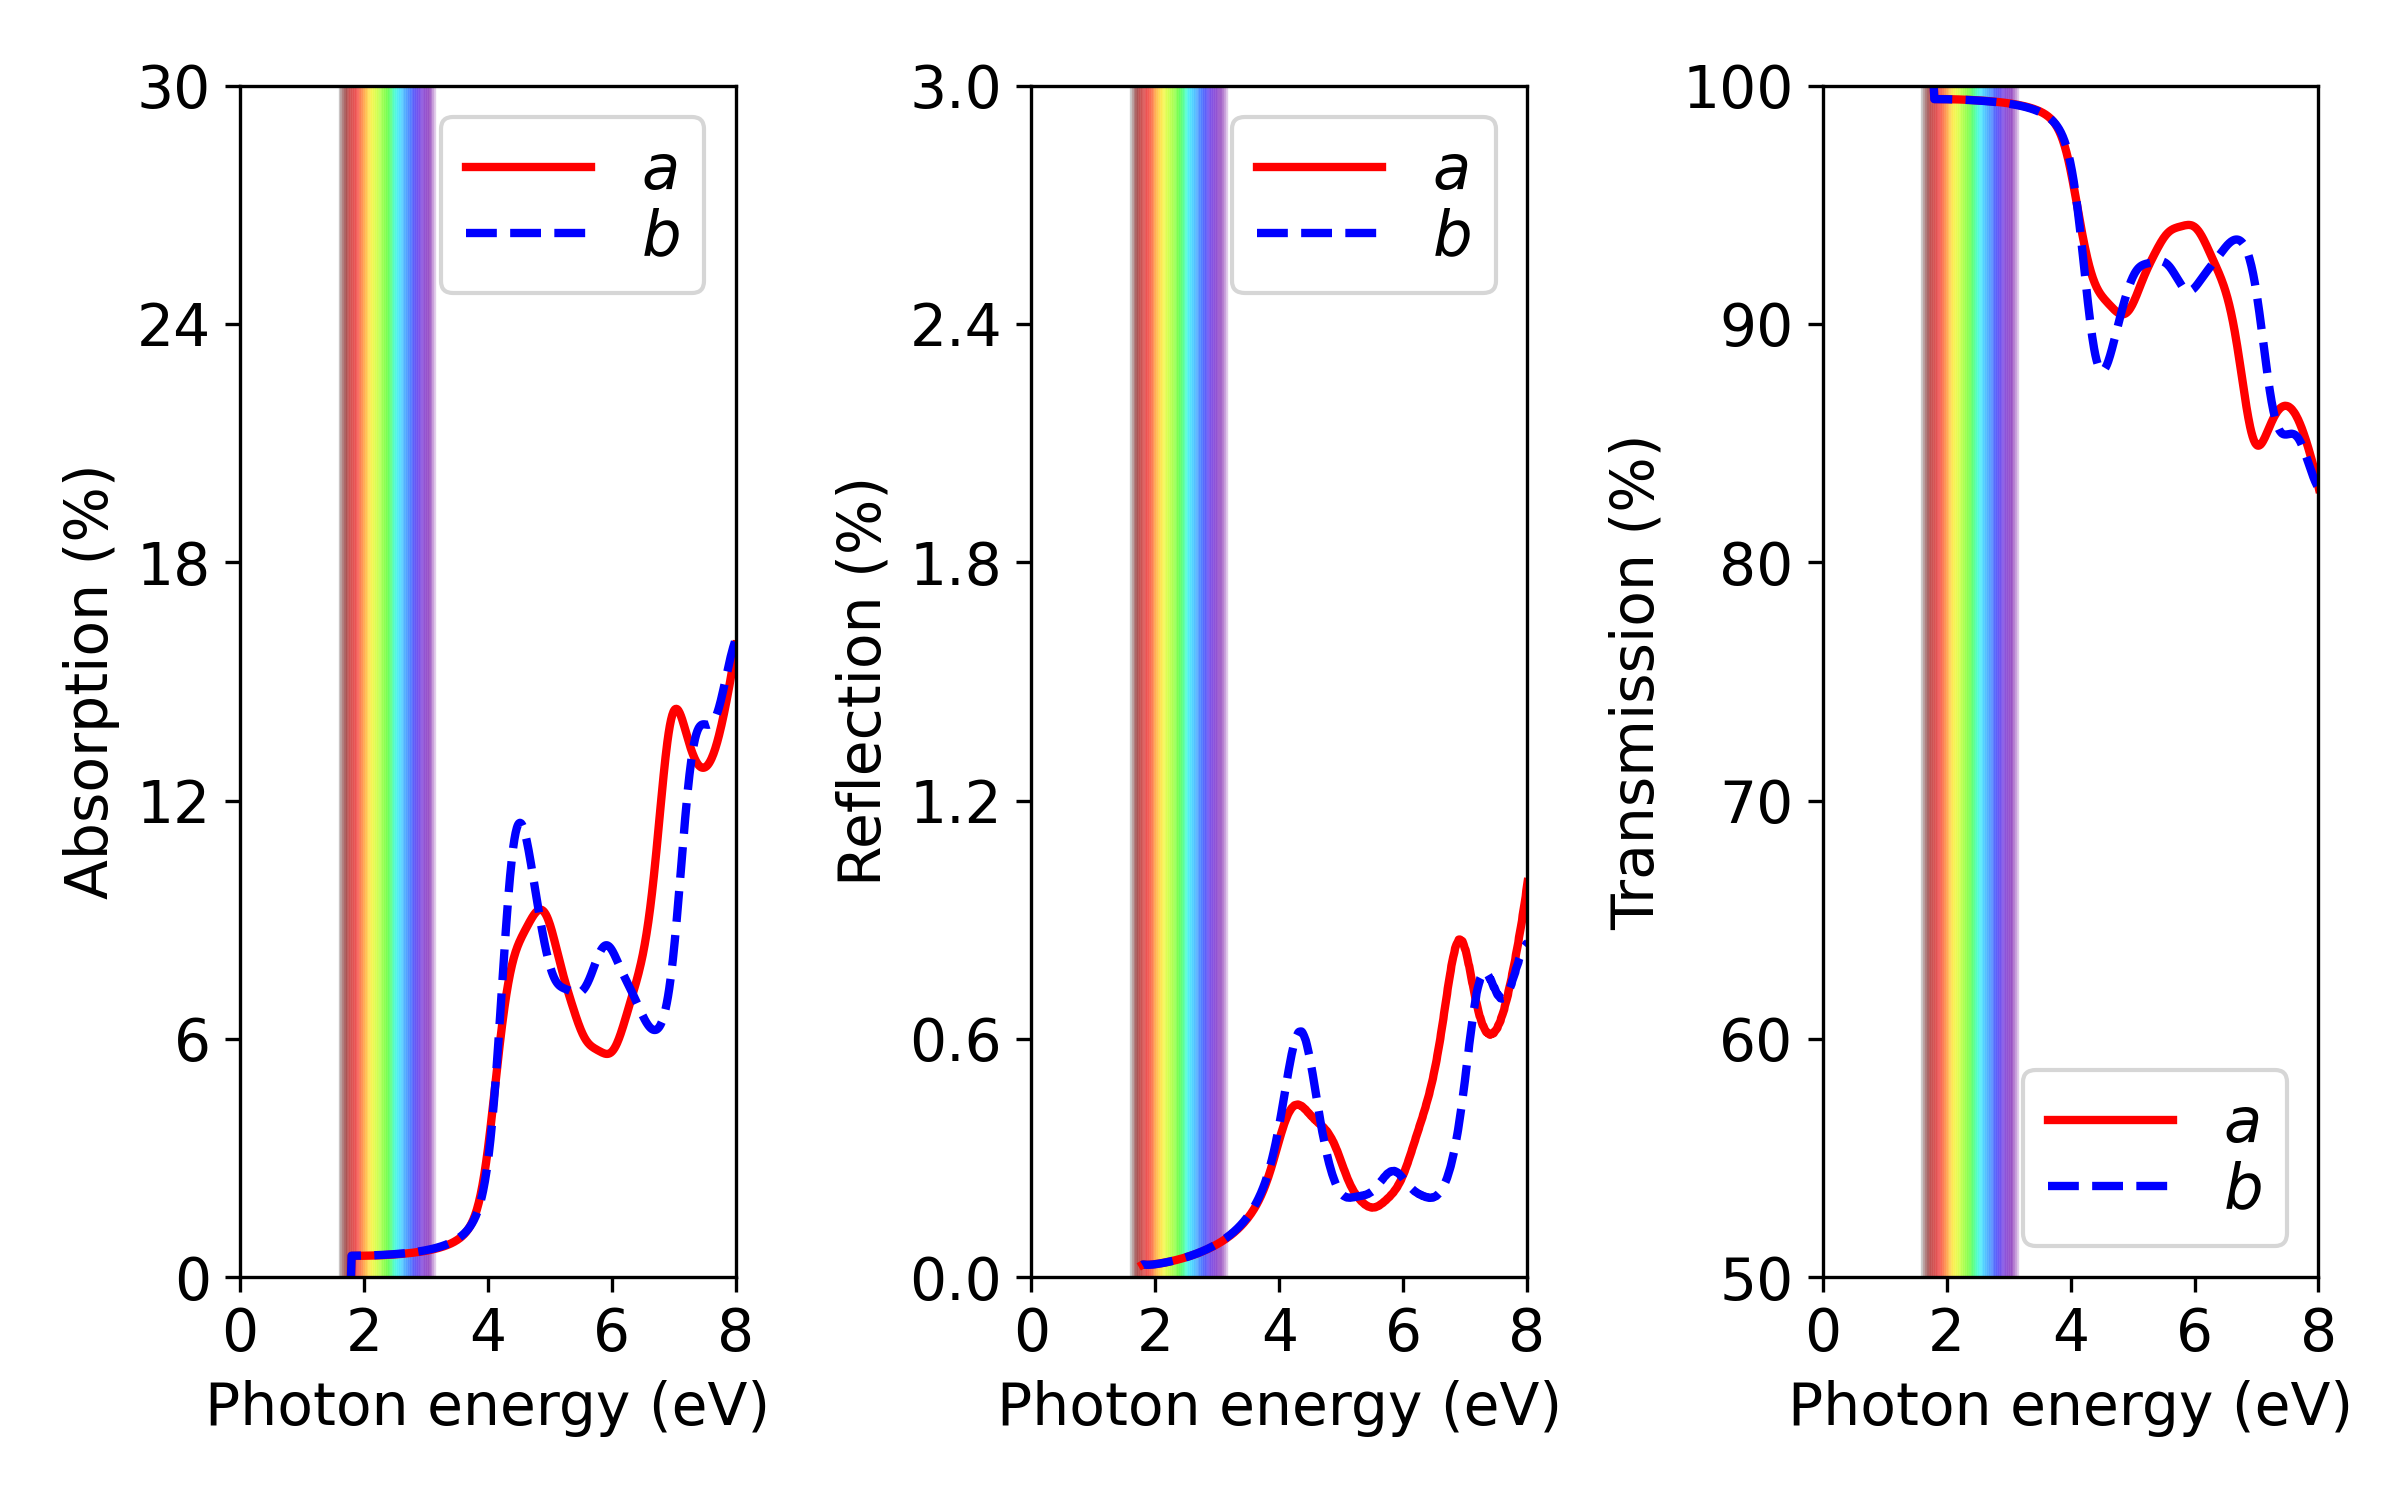 Absorption (%)
30
24
18
12
6
0
0 2 4 6 8
Photon energy (eV)
a
b
Reflection (%)
3.0
2.4
1.8
1.2
0.6
0.0
0 2 4 6 8
Photon energy (eV)
a
b
Transmission (%)
100
90
80
70
60
50
0 2 4 6 8
Photon energy (eV)
a
b